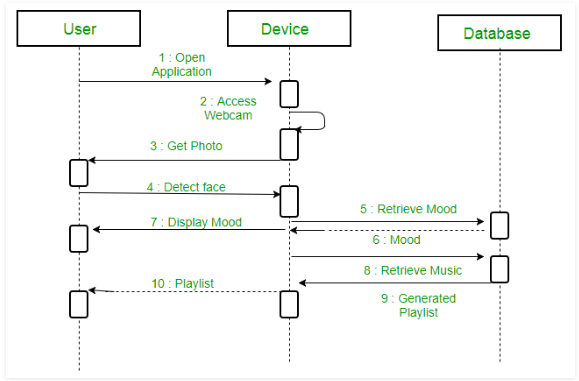 User
Device
Database
1 : Open
Application
2 : Access
Webcam
3 : Get Photo
4 : Detect face
5 : Retrieve Mood
7 : Display Mood
6 : Mood
8 : Retrieve Music
10 : Playlist
9 : Generated
Playlist